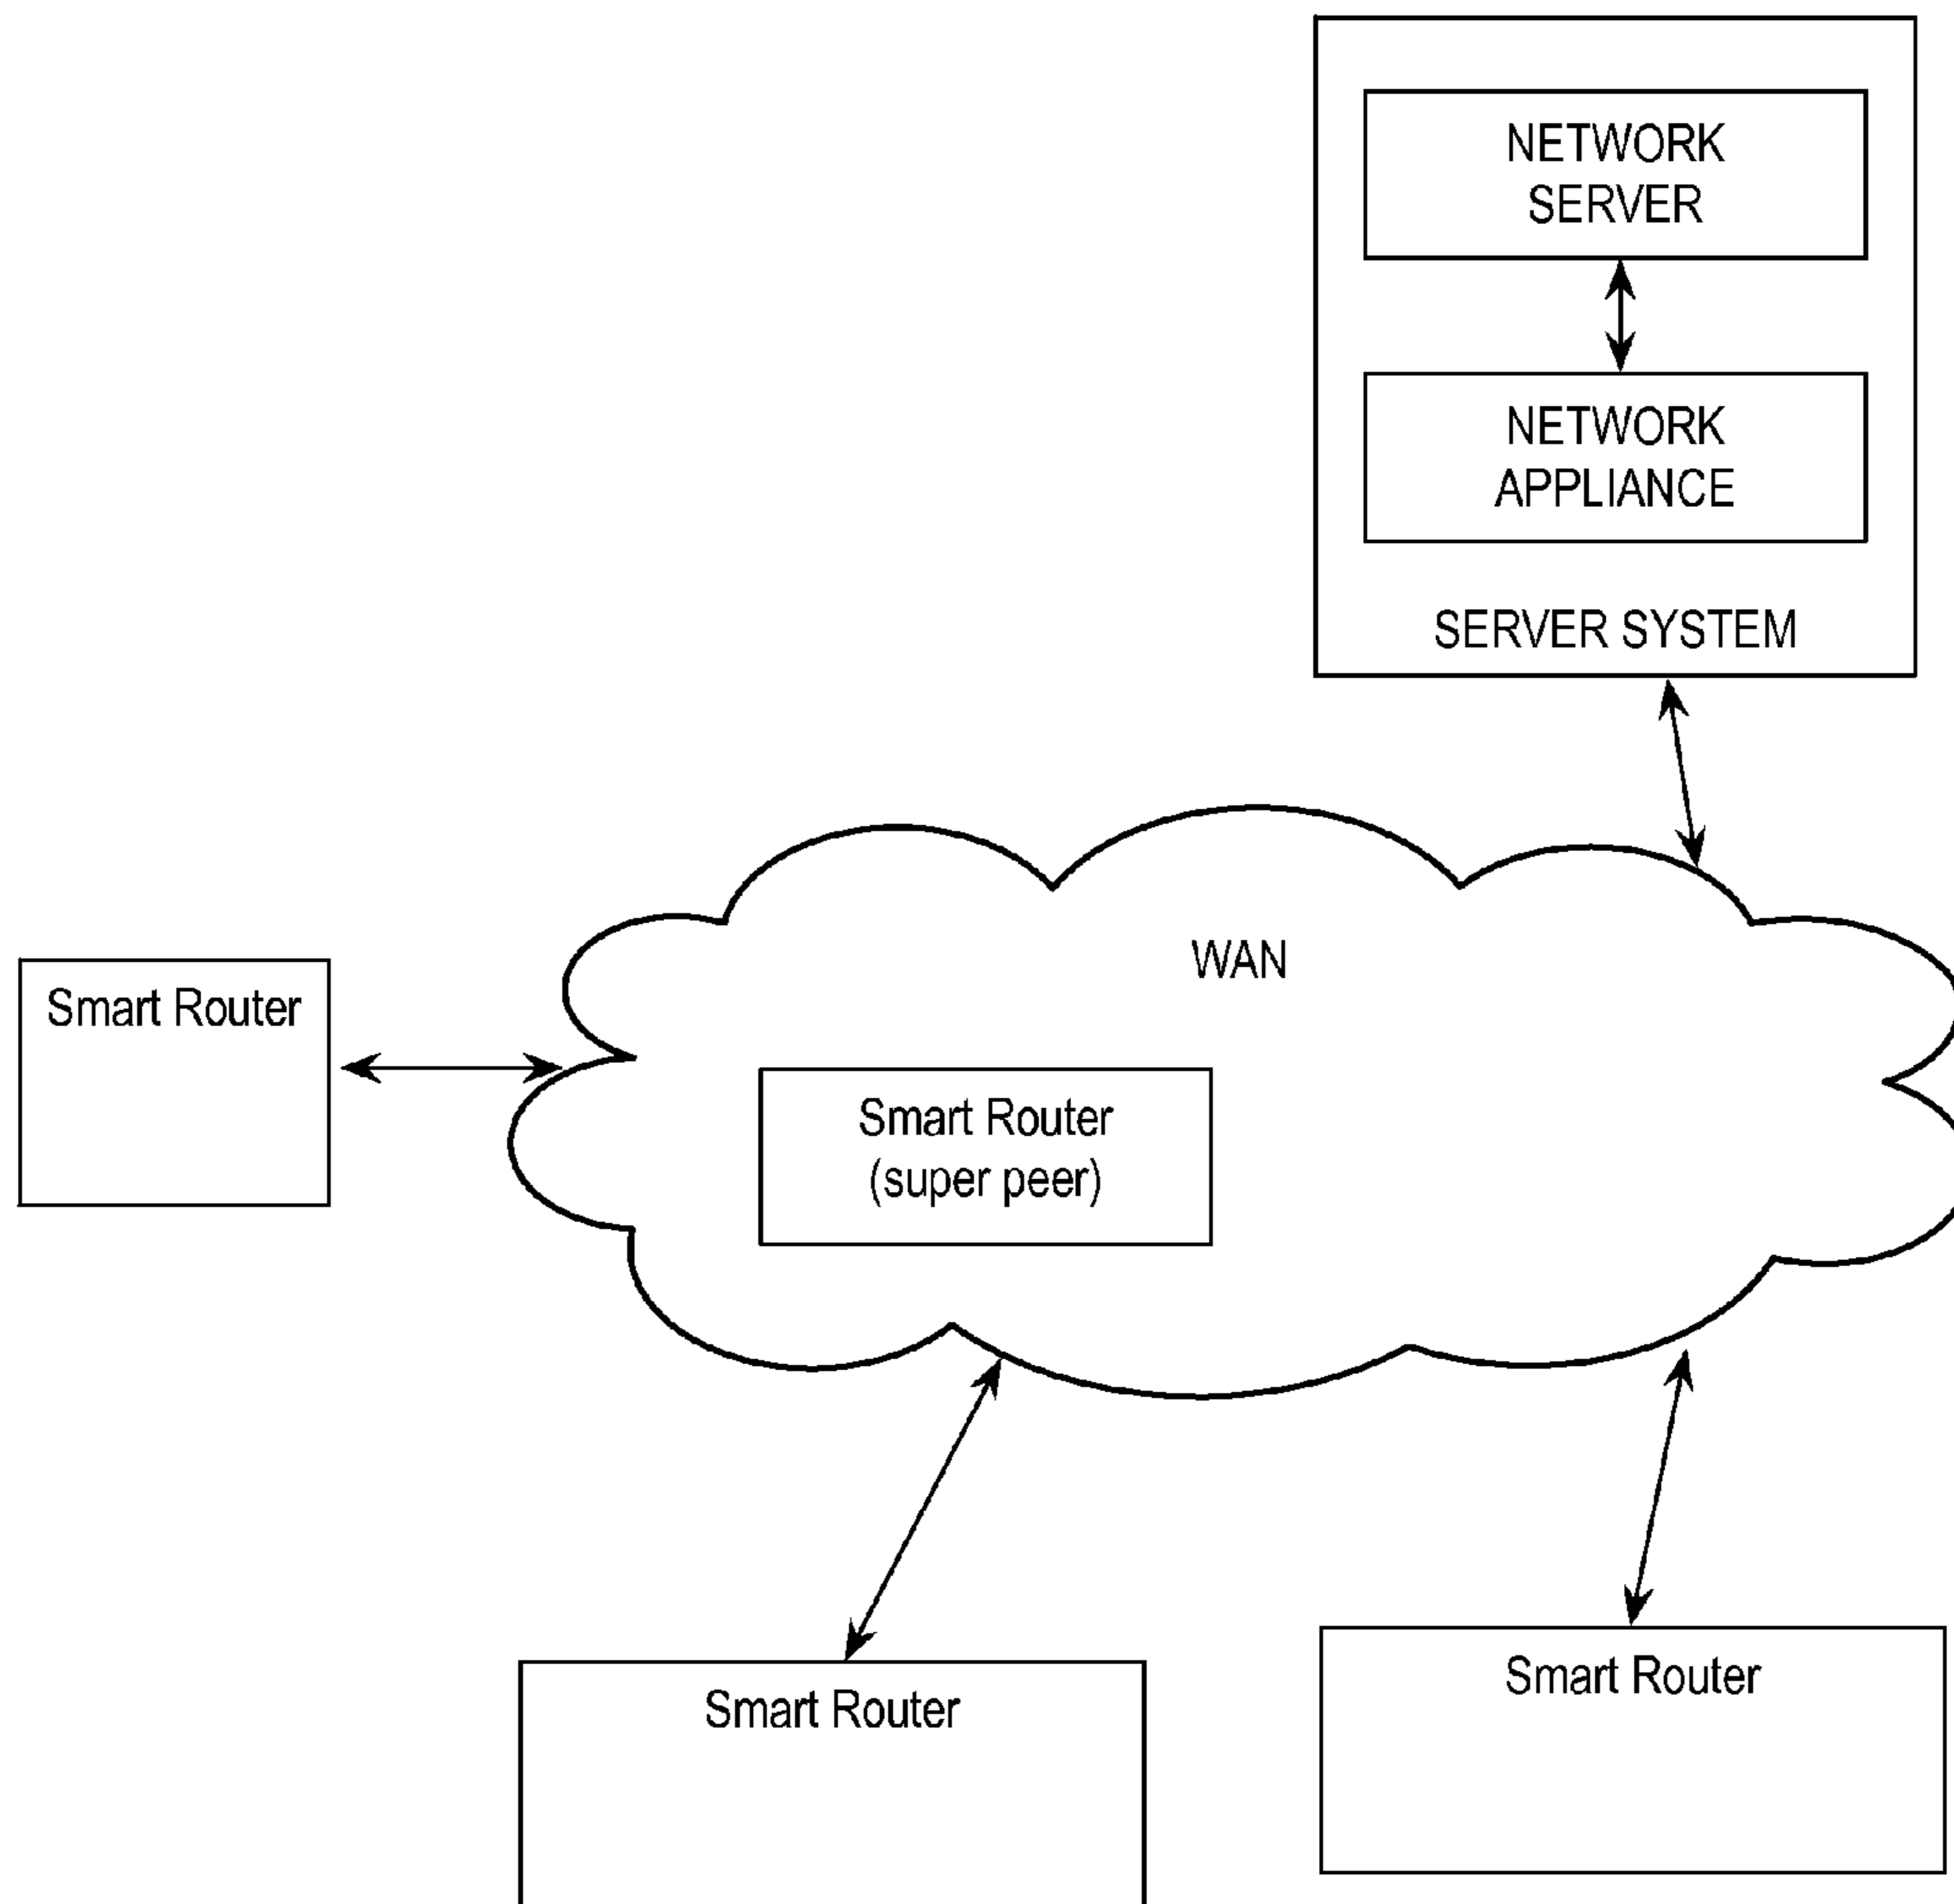 NETWORK
SERVER
NETWORK
APPLIANCE
SERVER SYSTEM
WAN
Smart Router
Smart Router
(super peer)
Smart Router
Smart Router